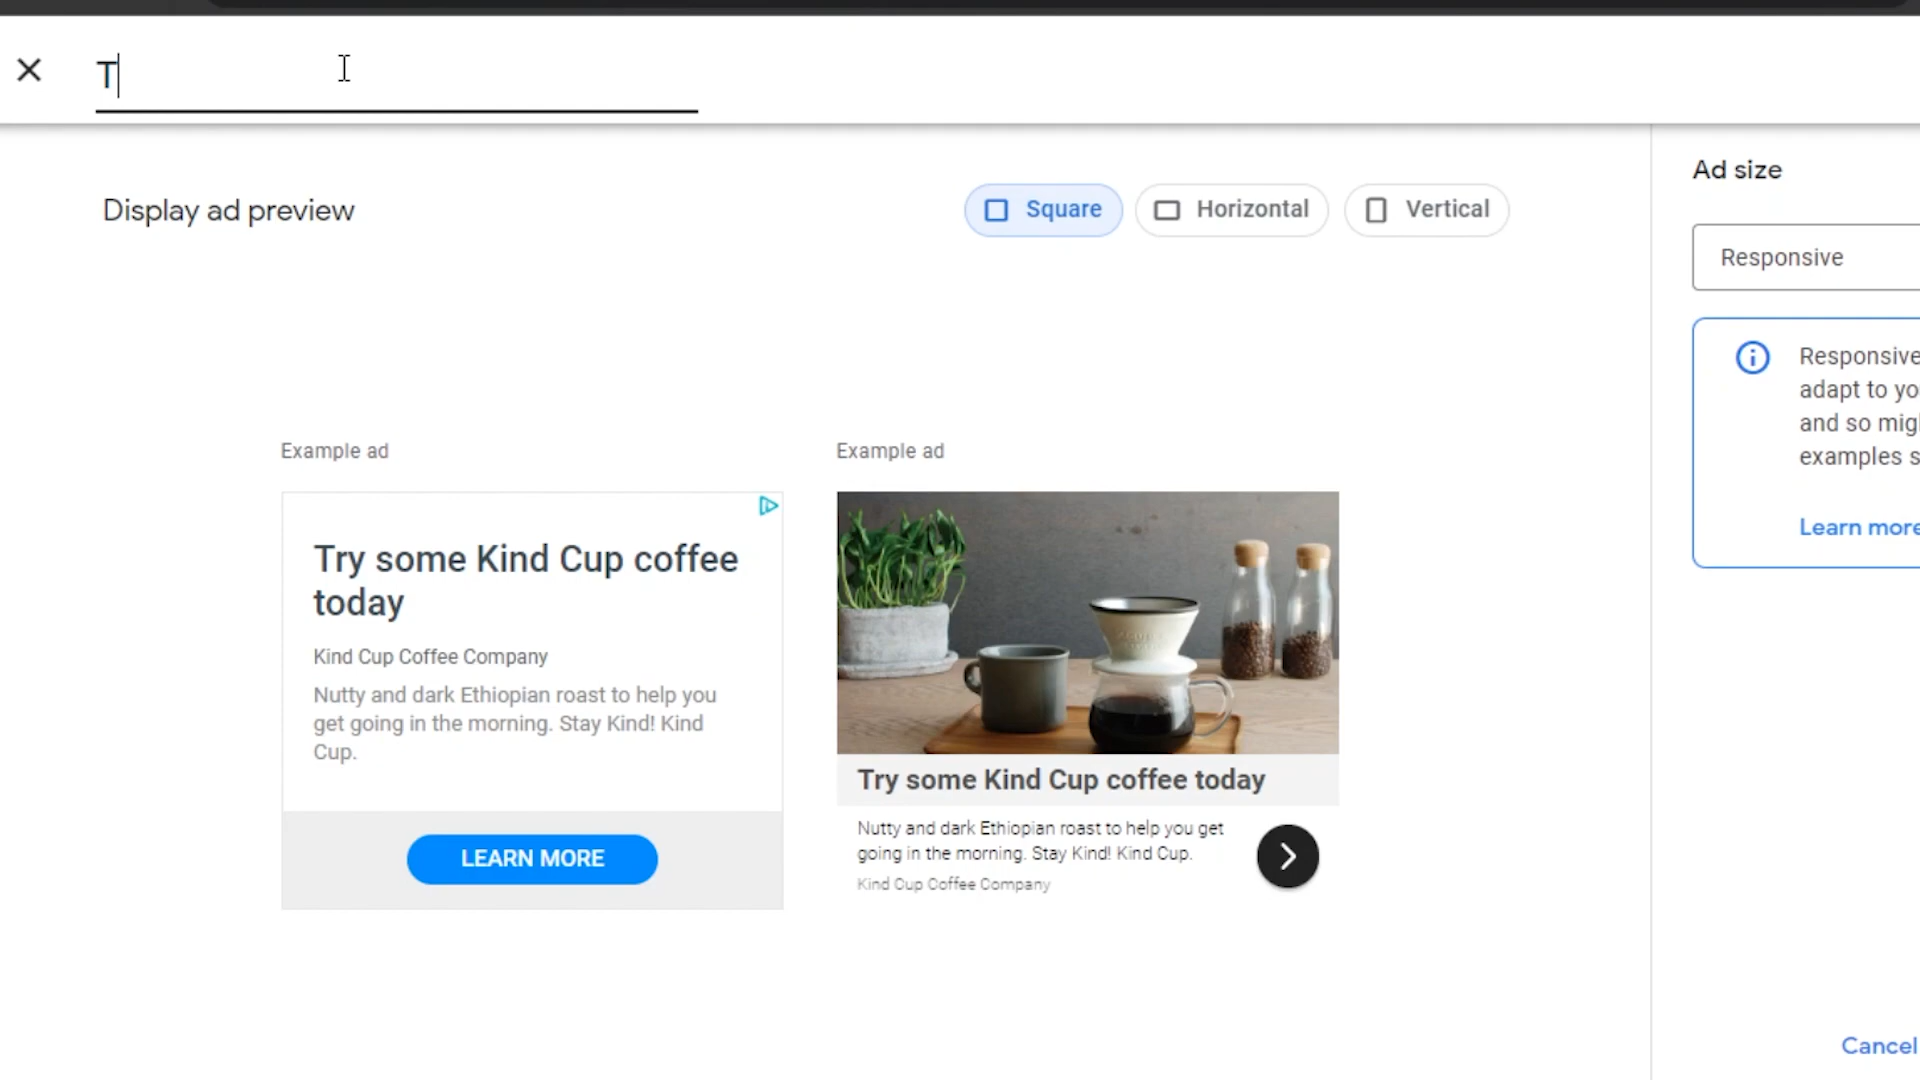 T
Display ad preview
Square
Horizontal
Vertical
Ad size
Responsive
Responsive
adapt to
and so
examples
Learn more
Example ad
Example ad
Try some Kind Cup coffee
today
Kind Cup Coffee Company
Nutty and dark Ethiopian roast to help you
get going in the morning. Stay Kind! Kind
Cup.
LEARN MORE
Try some Kind Cup coffee today
Nutty and dark Ethiopian roast to help you get
going in the morning. Stay Kind! Kind Cup.
Kind Cup Coffee Company
Cancel